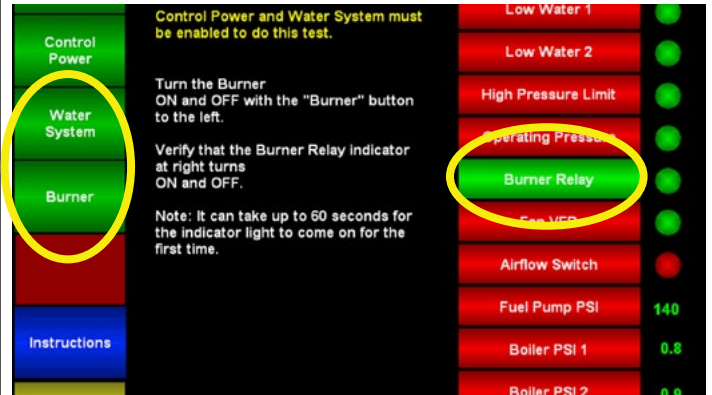 Control
Power
Water
System
Burner
Instructions
Control Power and Water System must
be enabled to do this test.
Turn the Burner
ON and OFF with the "Burner" button
to the left.
Verify that the Burner Relay indicator
at right turns
ON and OFF.
Note: It can take up to 60 seconds for
the indicator light to come on for the
first time.
Low Water 1
Low Water 2
High Pressure Limit
Operating Pressure
Burner Relay
Fan VFD
Airflow Switch
Fuel Pump PSI 140
Boiler PSI 1 0.8
Boiler PSI 2 0.9